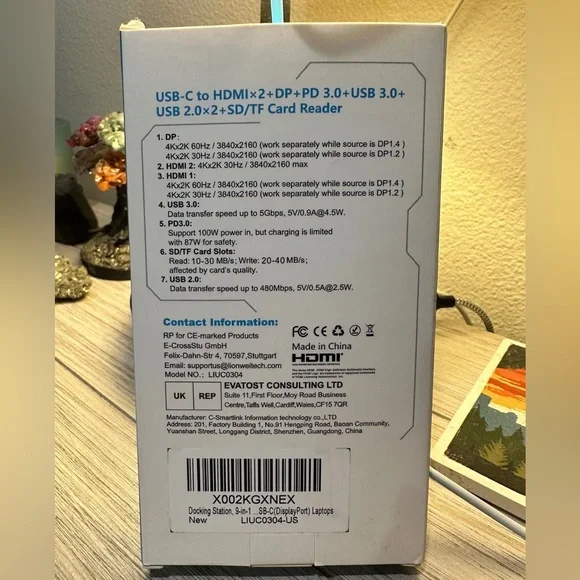 USB-C to HDMI×2+DP+PD 3.0+USB 3.0+
USB 2.0×2+SD/TF Card Reader
1. DP:
4Kx2K 60Hz / 3840x2160 (work separately while source is DP1.4 )
4Kx2K 30Hz / 3840x2160 (work separately while source is DP1.2 )
2. HDMI 2: 4Kx2K 30Hz / 3840x2160 max
3. HDMI 1:
4Kx2K 60Hz / 3840x2160 (work separately while source is DP1.4 )
4Kx2K 30Hz / 3840x2160 (work separately while source is DP1.2 )
4. USB 3.0:
Data transfer speed up to 5Gbps, 5V/0.9A@4.5W.
5. PD3.0:
Support 100W power in, but charging is limited
with 87W for safety.
6. SD/TF Card Slots:
Read: 10-30 MB/s; Write: 20-40 MB/s;
affected by card's quality.
7. USB 2.0:
Data transfer speed up to 480Mbps, 5V/0.5A@2.5W.
Contact Information:
RP for CE-marked Products
E-CrossStu GmbH
Felix-Dahn-Str 4, 70597,Stuttgart
Email: supportus@lionweitech.com
Model NO.: LIUC0304
FC CE
Made in China
HDMI
UK REP
EVATOST CONSULTING LTD
Suite 11,First Floor,Moy Road Business
Centre,Taffs Well,Cardiff,Wales,CF15 7QR
Manufacturer: C-Smartlink Information technology co.,LTD
Address: 201, Factory Building 1, No.91 Hengping Road, Baoan Community,
Yuanshan Street, Longgang District, Shenzhen, Guangdong, China
X002KGXNEX
Docking Station, 9-in-1 ...SB-C(DisplayPort) Laptops
New LIUC0304-US